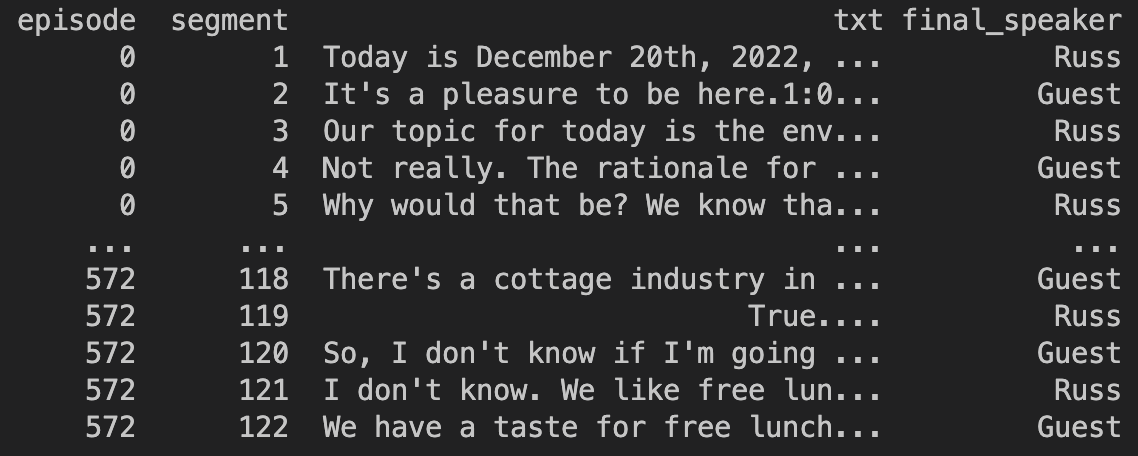 episode segment txt final_speaker
0 1 Today is December 20th, 2022, ... Russ
0 2 It's a pleasure to be here.1:0... Guest
0 3 Our topic for today is the env... Russ
0 4 Not really. The rationale for ... Guest
0 5 Why would that be? We know tha... Russ
... ... ... ...
572 118 There's a cottage industry in ... Guest
572 119 True.... Russ
572 120 So, I don't know if I'm going ... Guest
572 121 I don't know. We like free lun... Russ
572 122 We have a taste for free lunch... Guest